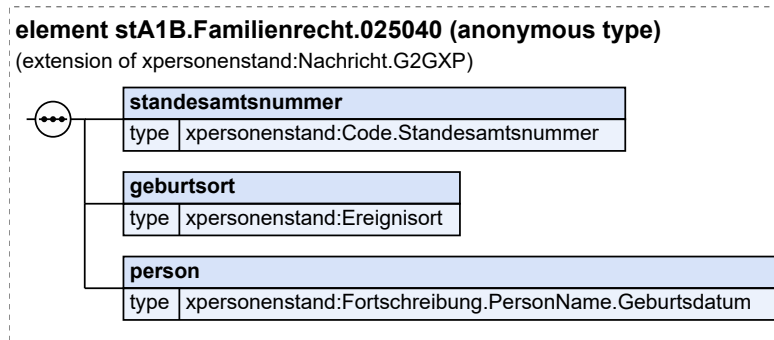 element stA1B.Familienrecht.025040 (anonymous type)
(extension of xpersonenstand:Nachricht.G2GXP)
standesamtsnummer
type xpersonenstand:Code.Standesamtsnummer
geburtsort
type xpersonenstand:Ereignisort
person
type xpersonenstand:Fortschreibung.PersonName.Geburtsdatum